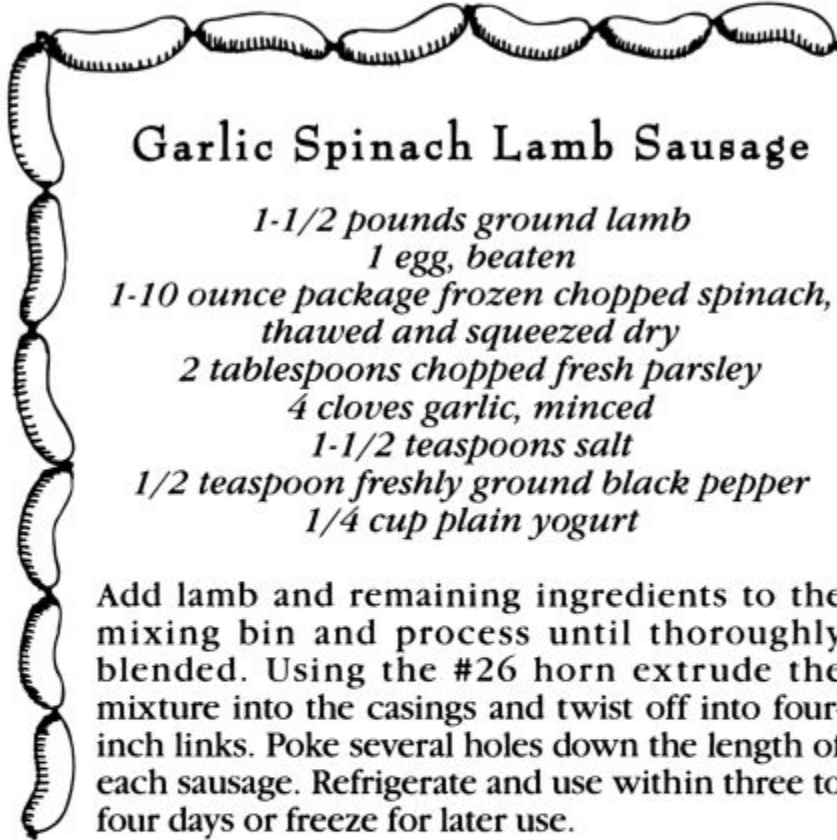 Garlic Spinach Lamb Sausage
1-1/2 pounds ground lamb
1 egg, beaten
1-10 ounce package frozen chopped spinach,
thawed and squeezed dry
2 tablespoons chopped fresh parsley
4 cloves garlic, minced
1-1/2 teaspoons salt
1/2 teaspoon freshly ground black pepper
1/4 cup plain yogurt
Add lamb and remaining ingredients to the
mixing bin and process until thoroughly
blended. Using the #26 horn extrude the
mixture into the casings and twist off into four-
inch links. Poke several holes down the length of
each sausage. Refrigerate and use within three to
four days or freeze for later use.